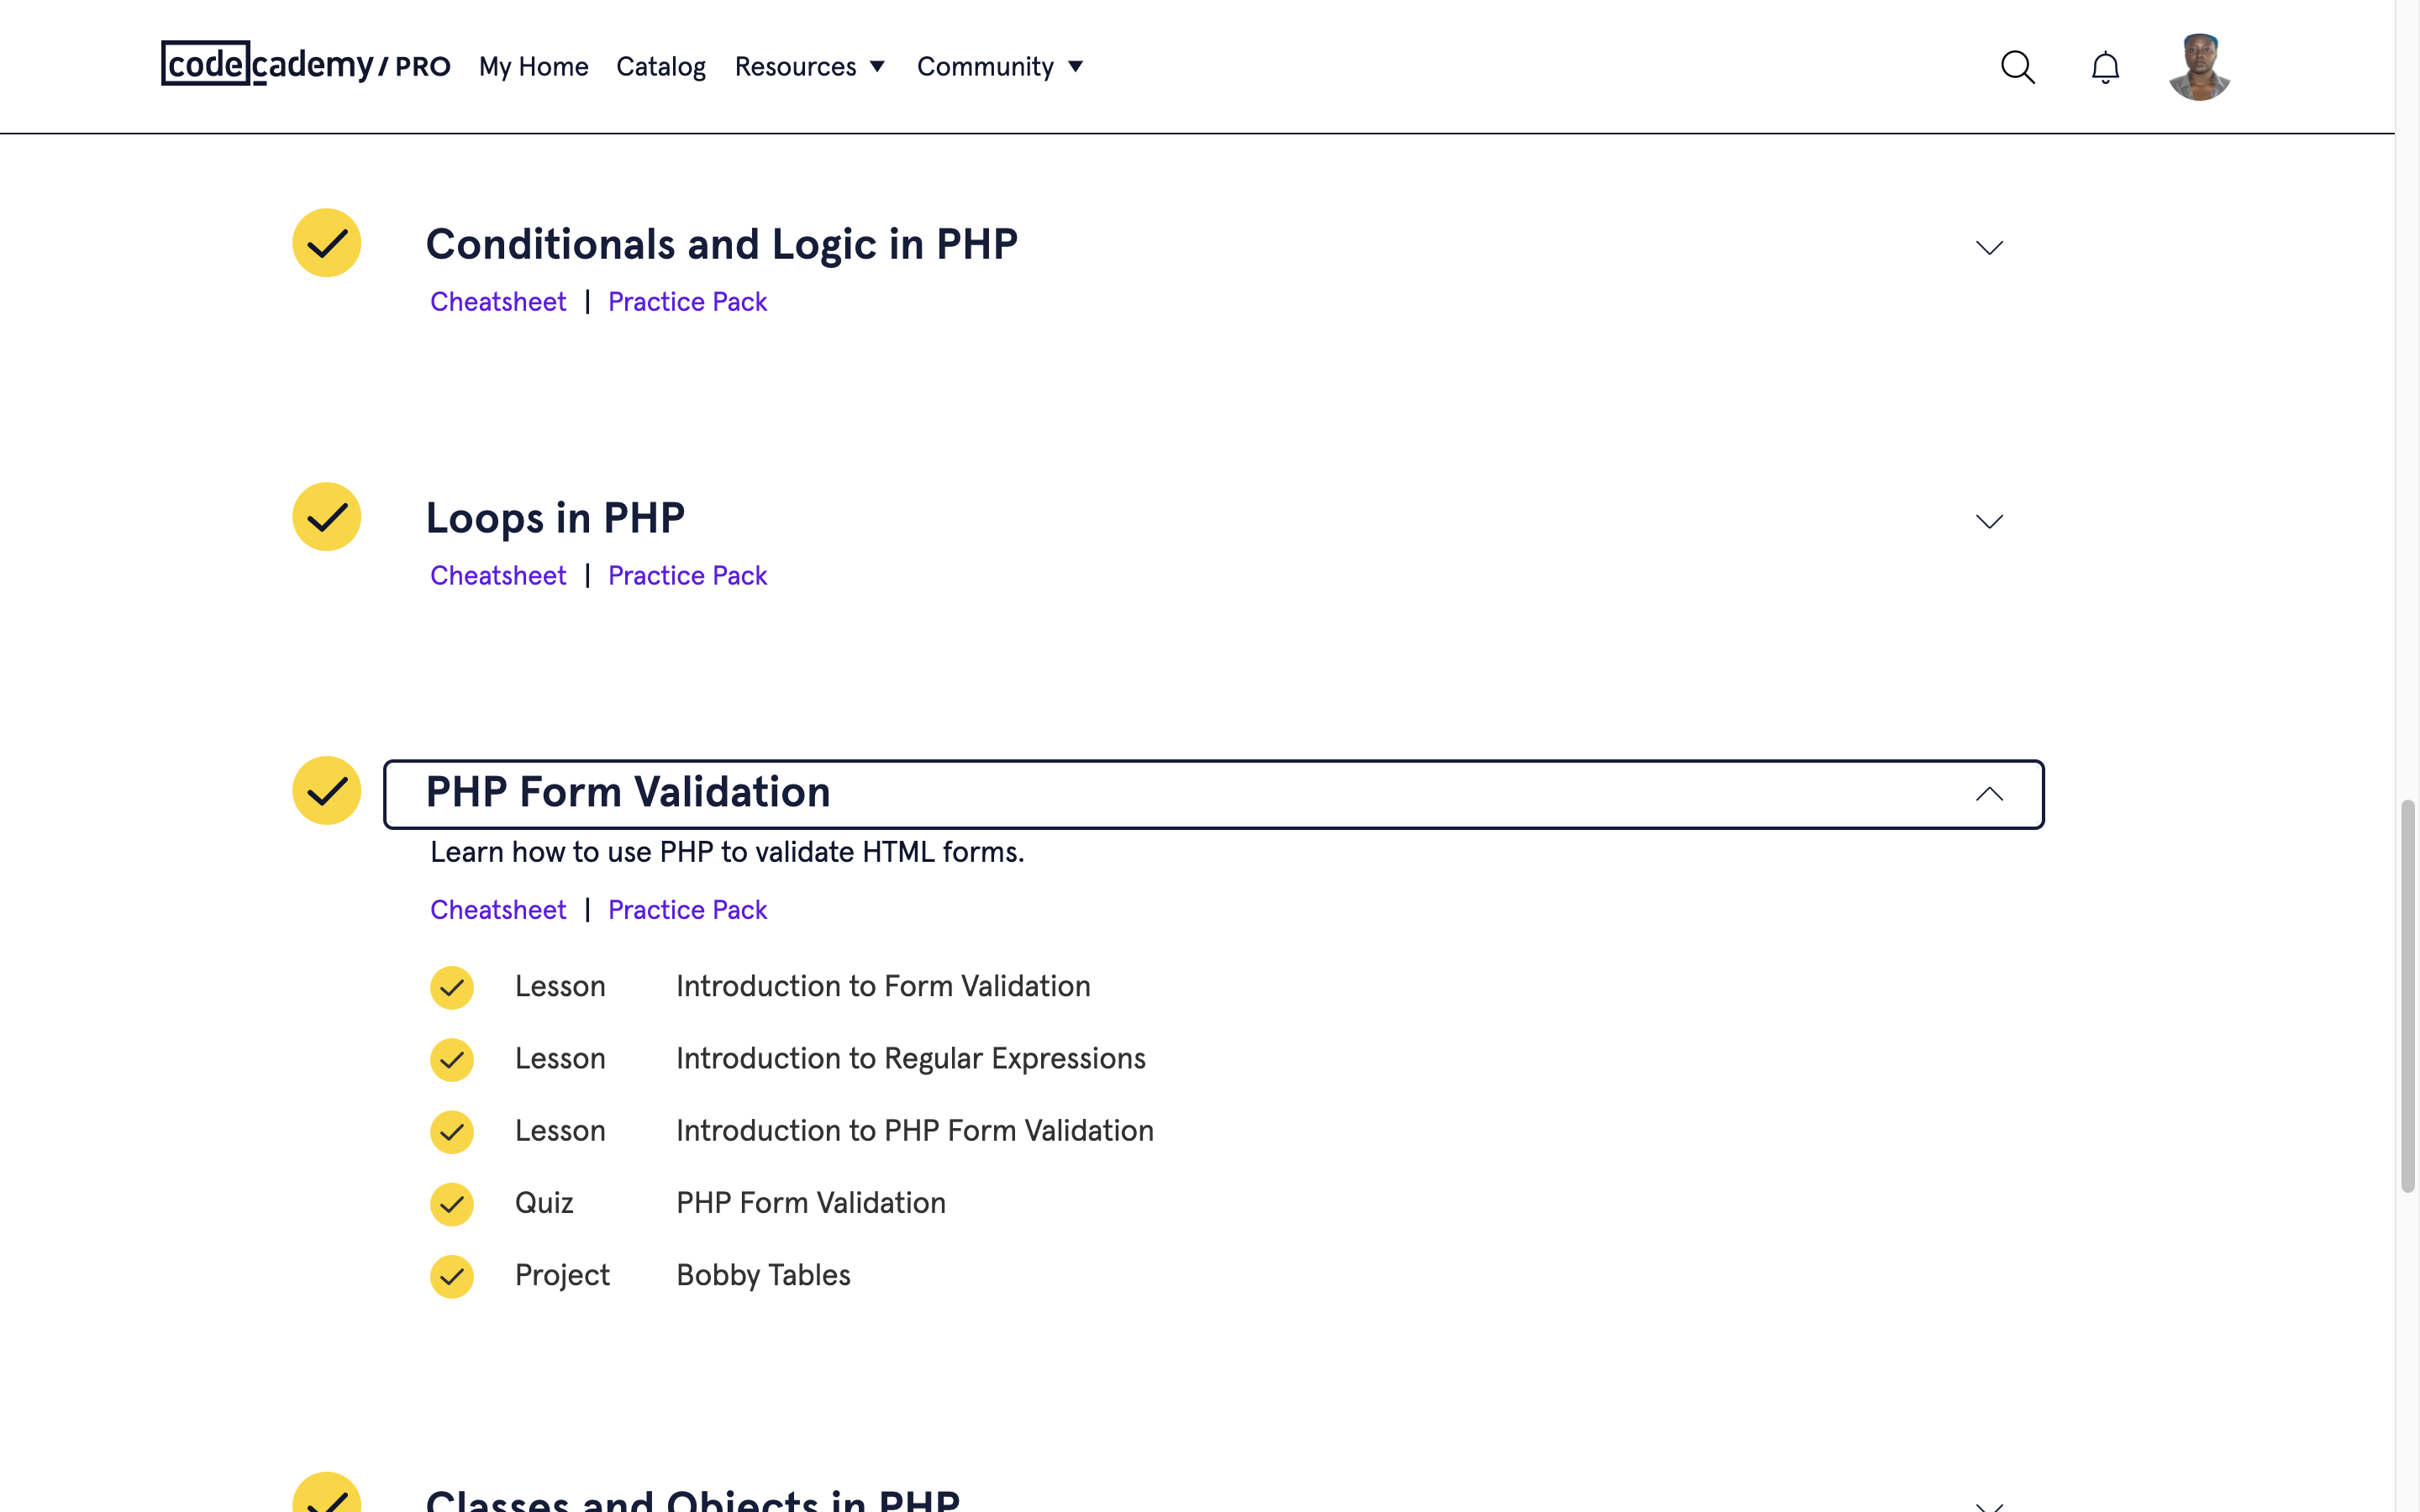 codecademy / PRO My Home Catalog Resources Community
Conditionals and Logic in PHP
Cheatsheet | Practice Pack
Loops in PHP
Cheatsheet | Practice Pack
PHP Form Validation
Learn how to use PHP to validate HTML forms.
Cheatsheet | Practice Pack
Lesson Introduction to Form Validation
Lesson Introduction to Regular Expressions
Lesson Introduction to PHP Form Validation
Quiz PHP Form Validation
Project Bobby Tables
Classes and Objects in PHP